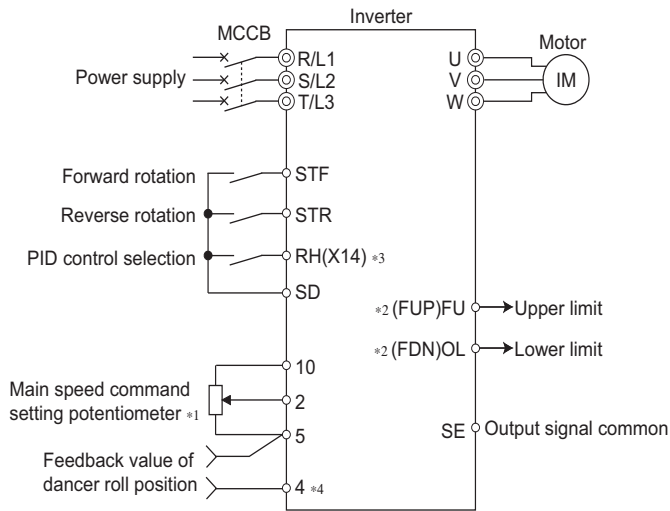 Inverter
MCCB
Motor
Power supply
R/L1
S/L2
T/L3
U
V
W
IM
Forward rotation
STF
Reverse rotation
STR
PID control selection
RH(X14) *3
SD
*2 (FUP)FU
Upper limit
*2 (FDN)OL
Lower limit
10
Main speed command
setting potentiometer *1
2
5
SE
Output signal common
Feedback value of
dancer roll position
4 *4